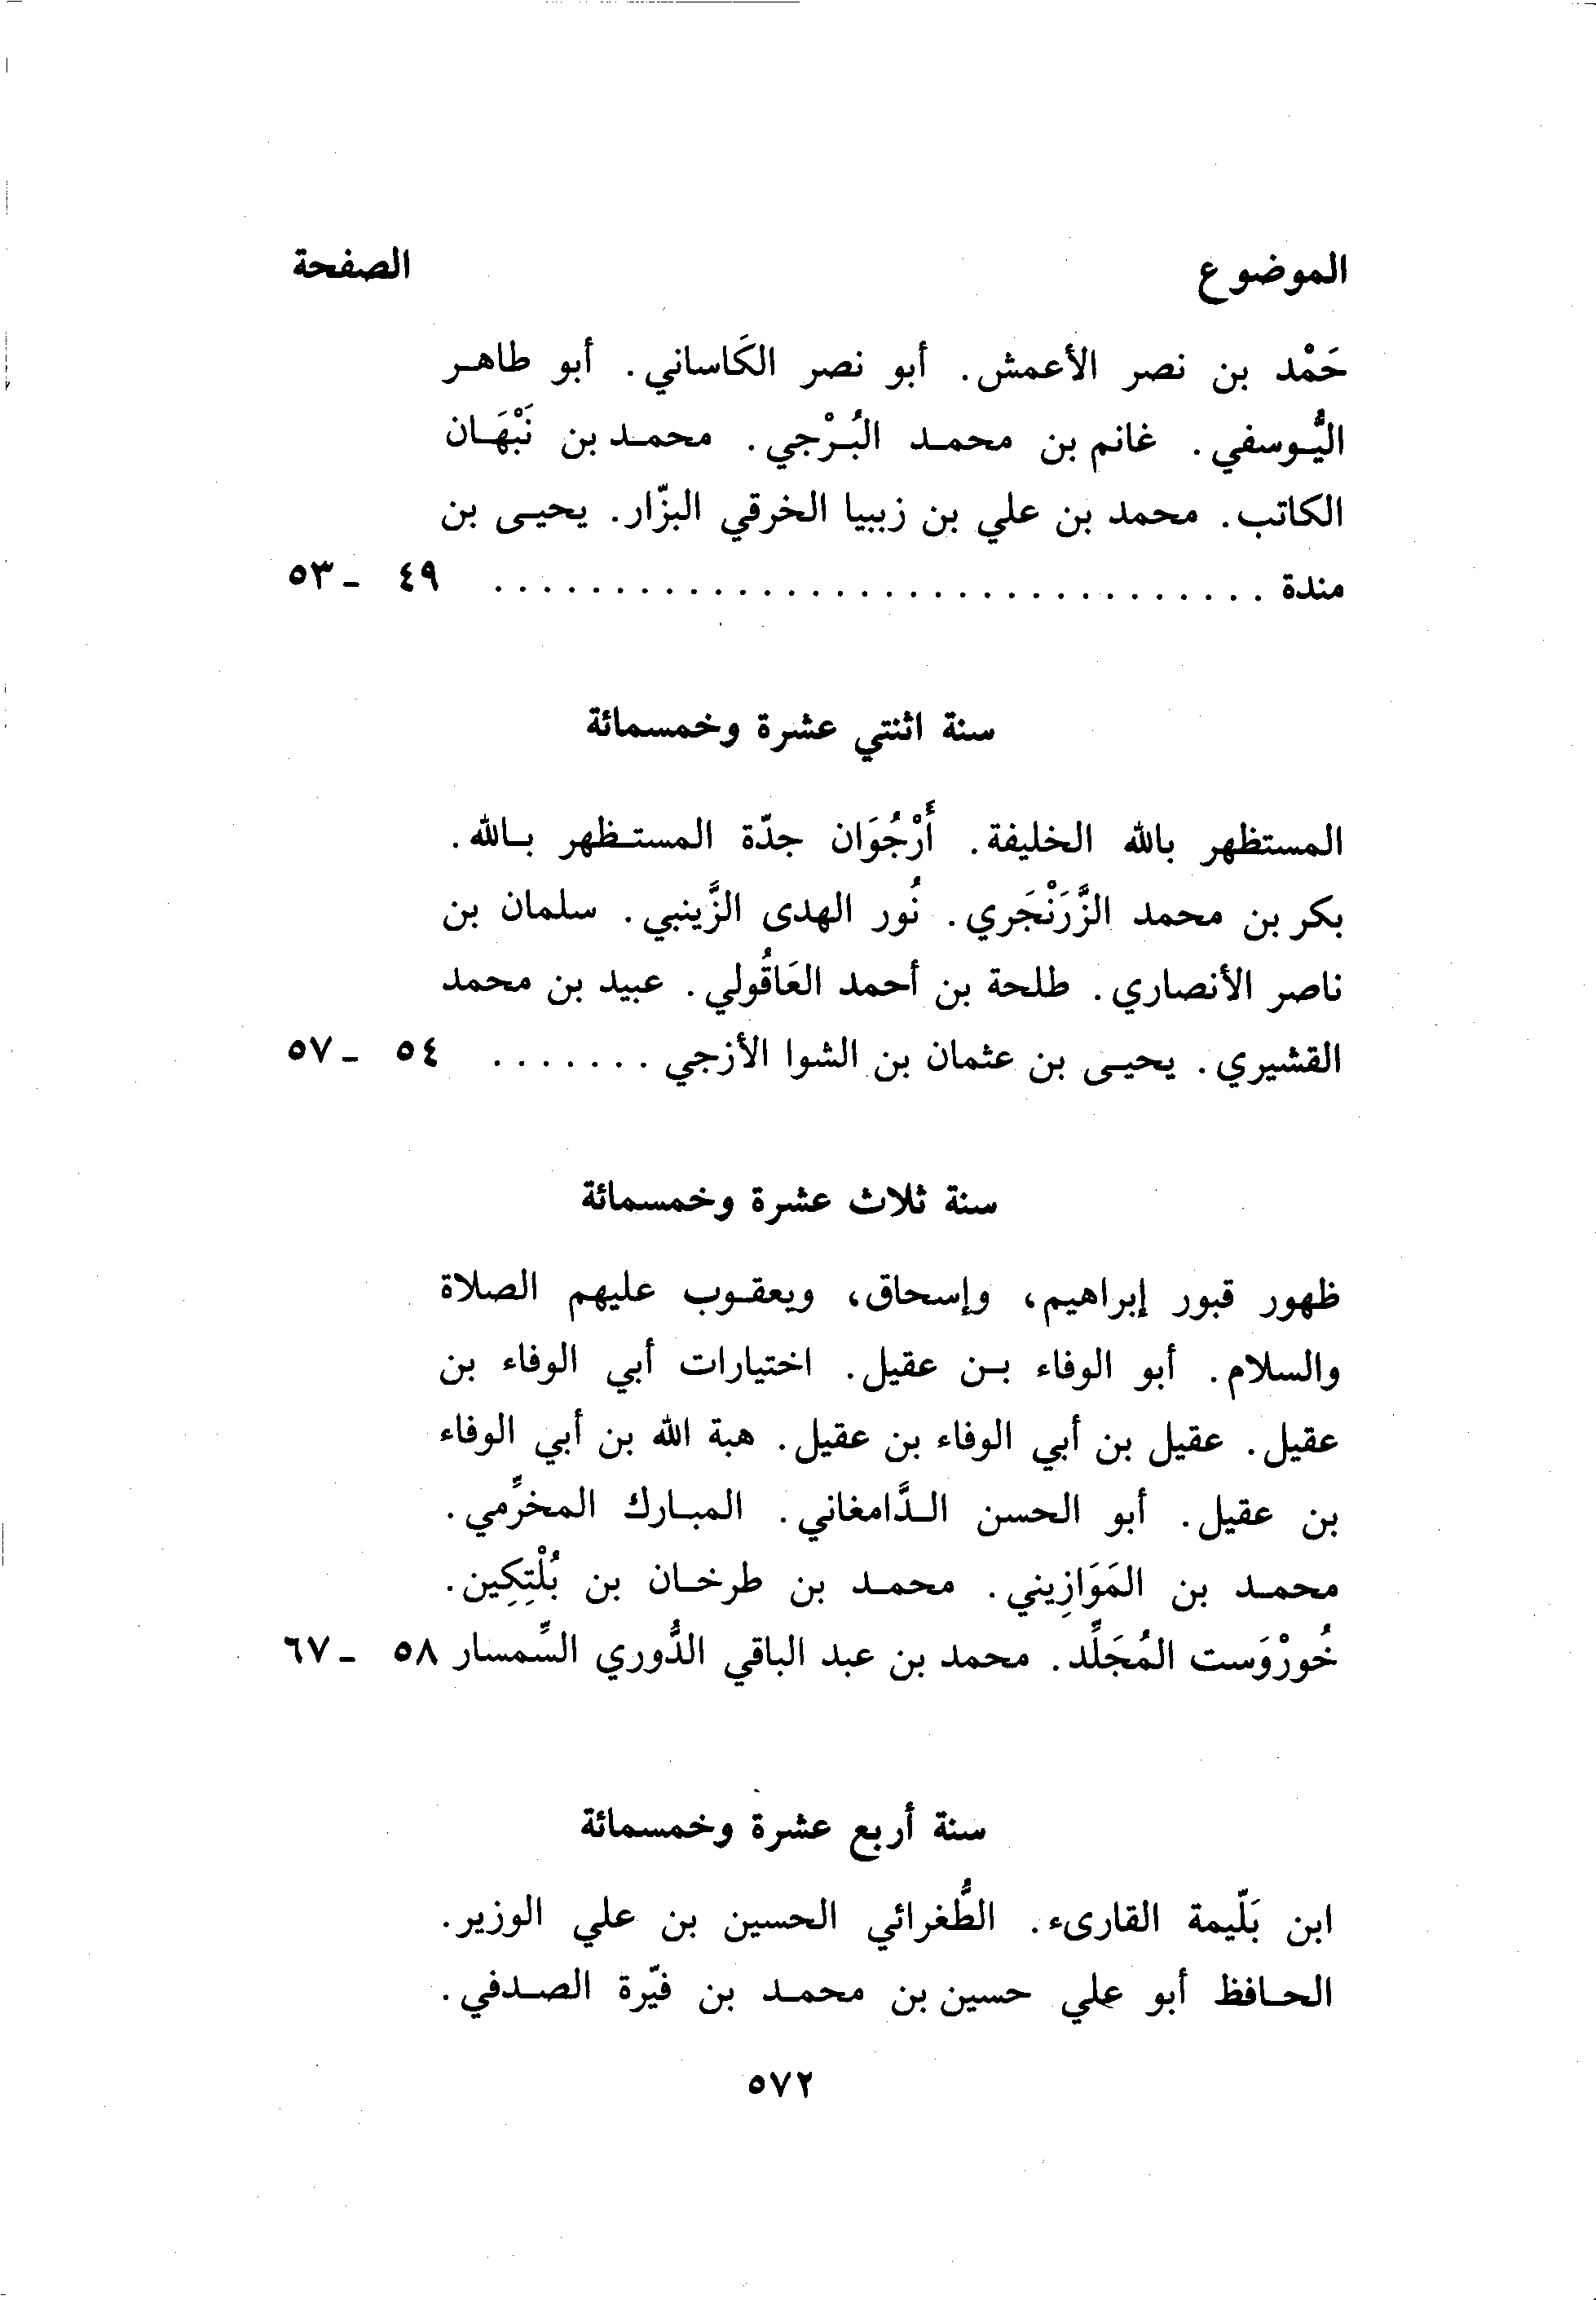 الموضوع الصفحة
حَمْد بن نصر الأعمش. أبو نصر الكَاساني. أبو طاهر
اليُّوسفي. غانم بن محمد البُرْجي. محمد بن نَبْهَان
الكاتب. محمد بن علي بن زبيبا الخرقي البزّار. يحيى بن
مندة . . . . . . . . . . . . . . . . . . . . . . . . . . . . . . . . . ٤٩ - ٥٣
سنة اثنتي عشرة وخمسمائة
المستظهر بالله الخليفة. أَرْجُوَان جدّة المستظهر بالله.
بكر بن محمد الزَّرَنْجَري. نُور الهدى الزَّينبي. سلمان بن
ناصر الأنصاري. طلحة بن أحمد العَاقُولي. عبيد بن محمد
القشيري. يحيى بن عثمان بن الشوا الأزجي . . . . . . . ٥٤ - ٥٧
سنة ثلاث عشرة وخمسمائة
ظهور قبور إبراهيم، وإسحاق، ويعقوب عليهم الصلاة
والسلام. أبو الوفاء بن عقيل. اختيارات أبي الوفاء بن
عقيل. عقيل بن أبي الوفاء بن عقيل. هبة الله بن أبي الوفاء
بن عقيل. أبو الحسن الدَّامغاني. المبارك المخرِّمي.
محمد بن المَوَازِيني. محمد بن طرخان بن بُلْتِكِين.
خُورْوَست المُجَلِّد. محمد بن عبد الباقي الدُّوري السِّمسار ٥٨ - ٦٧
سنة أربع عشرة وخمسمائة
ابن بَلّيمة القارىء. الطُّغرائي الحسين بن علي الوزير.
الحافظ أبو علي حسين بن محمد بن فيّرة الصدفي.
٥٧٢